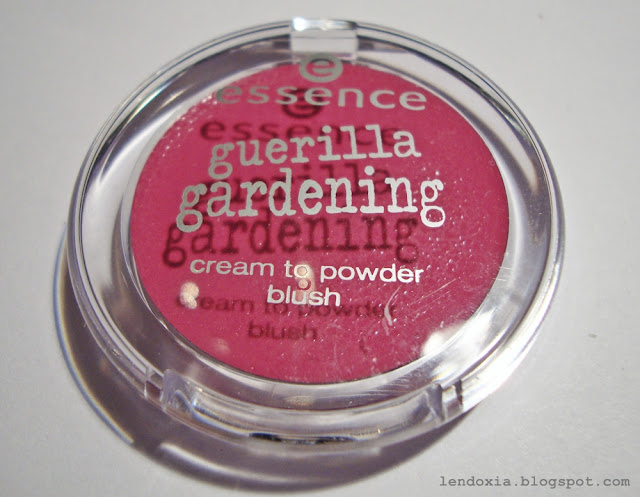 essence
guerilla
gardening
cream to powder
blush
lendoxia.blogspot.com